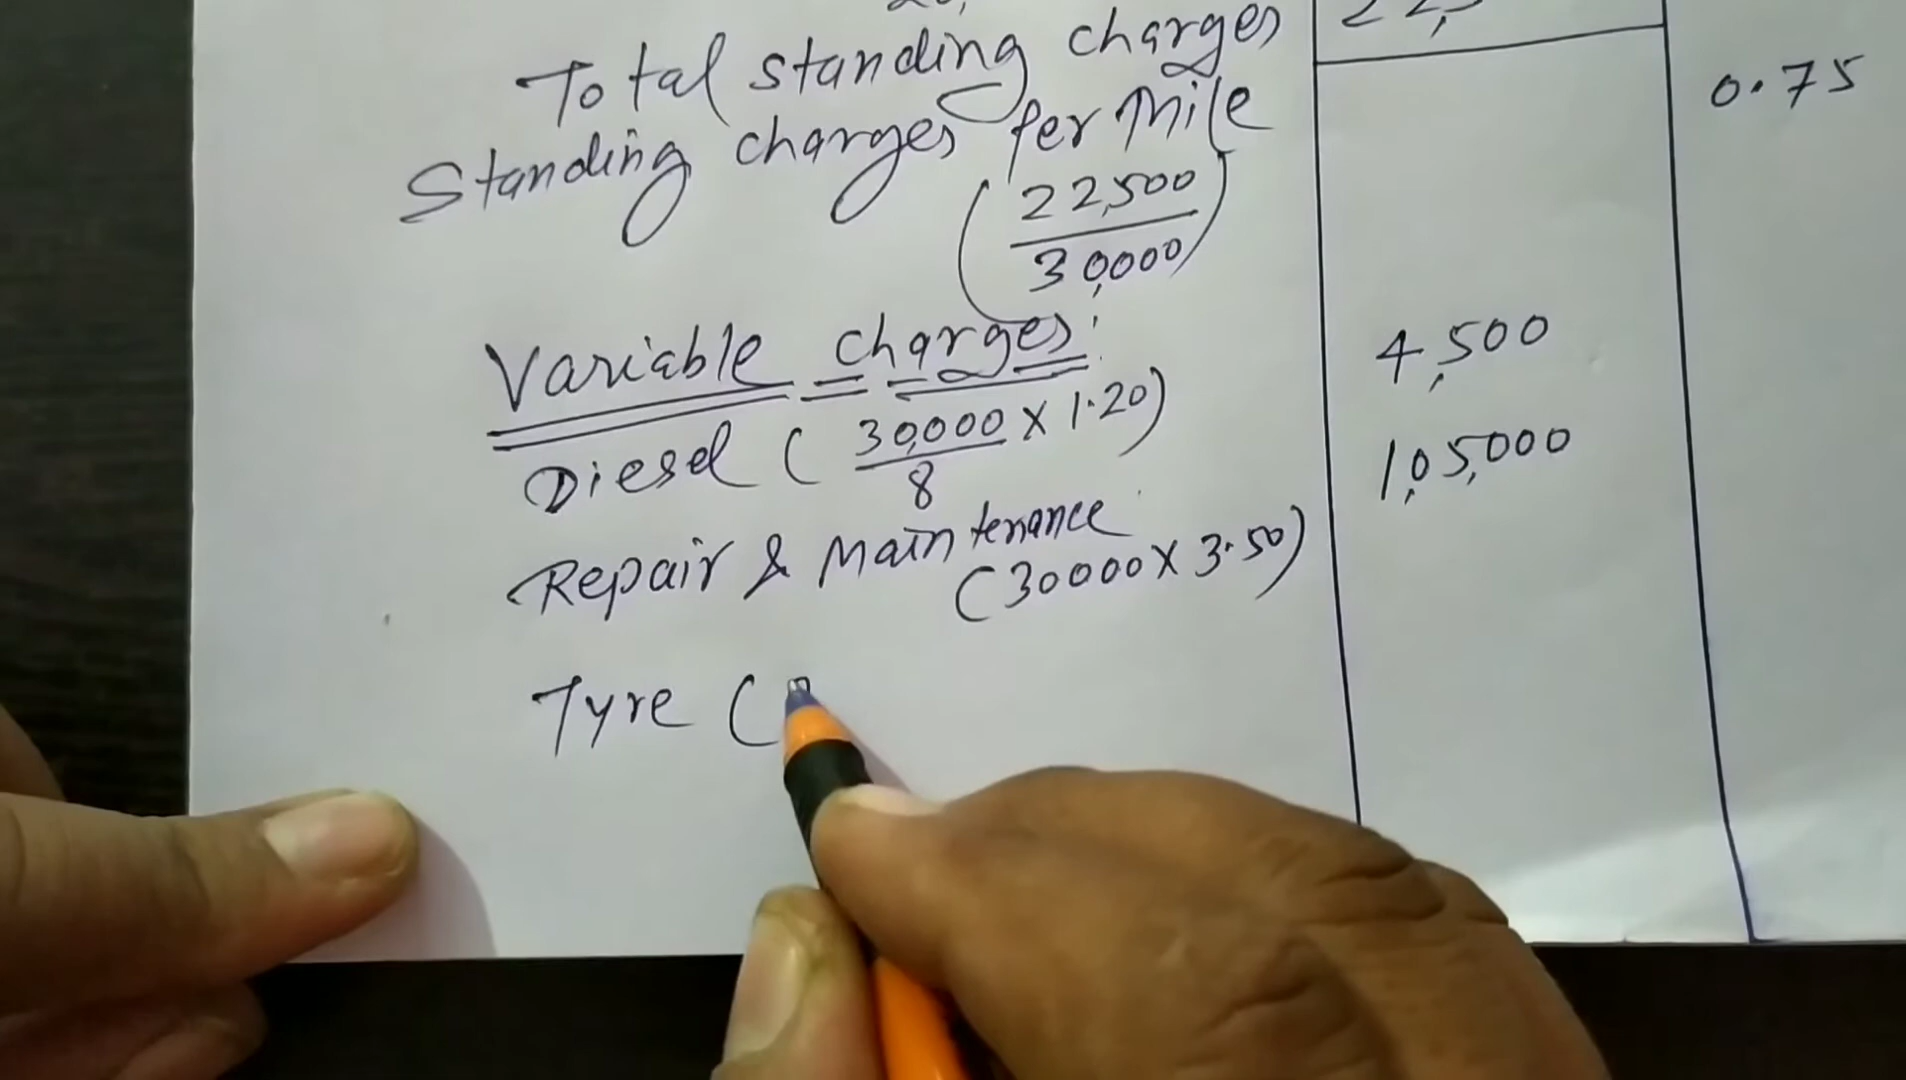 Total standing charges
Standing charges per mile 0.75
(22,500/30,000)
Variable charges:
Diesel (30,000/8 X 1.20) 4,500
Repair & Maintenance 1,05,000
(30000 X 3.50)
Tyre (